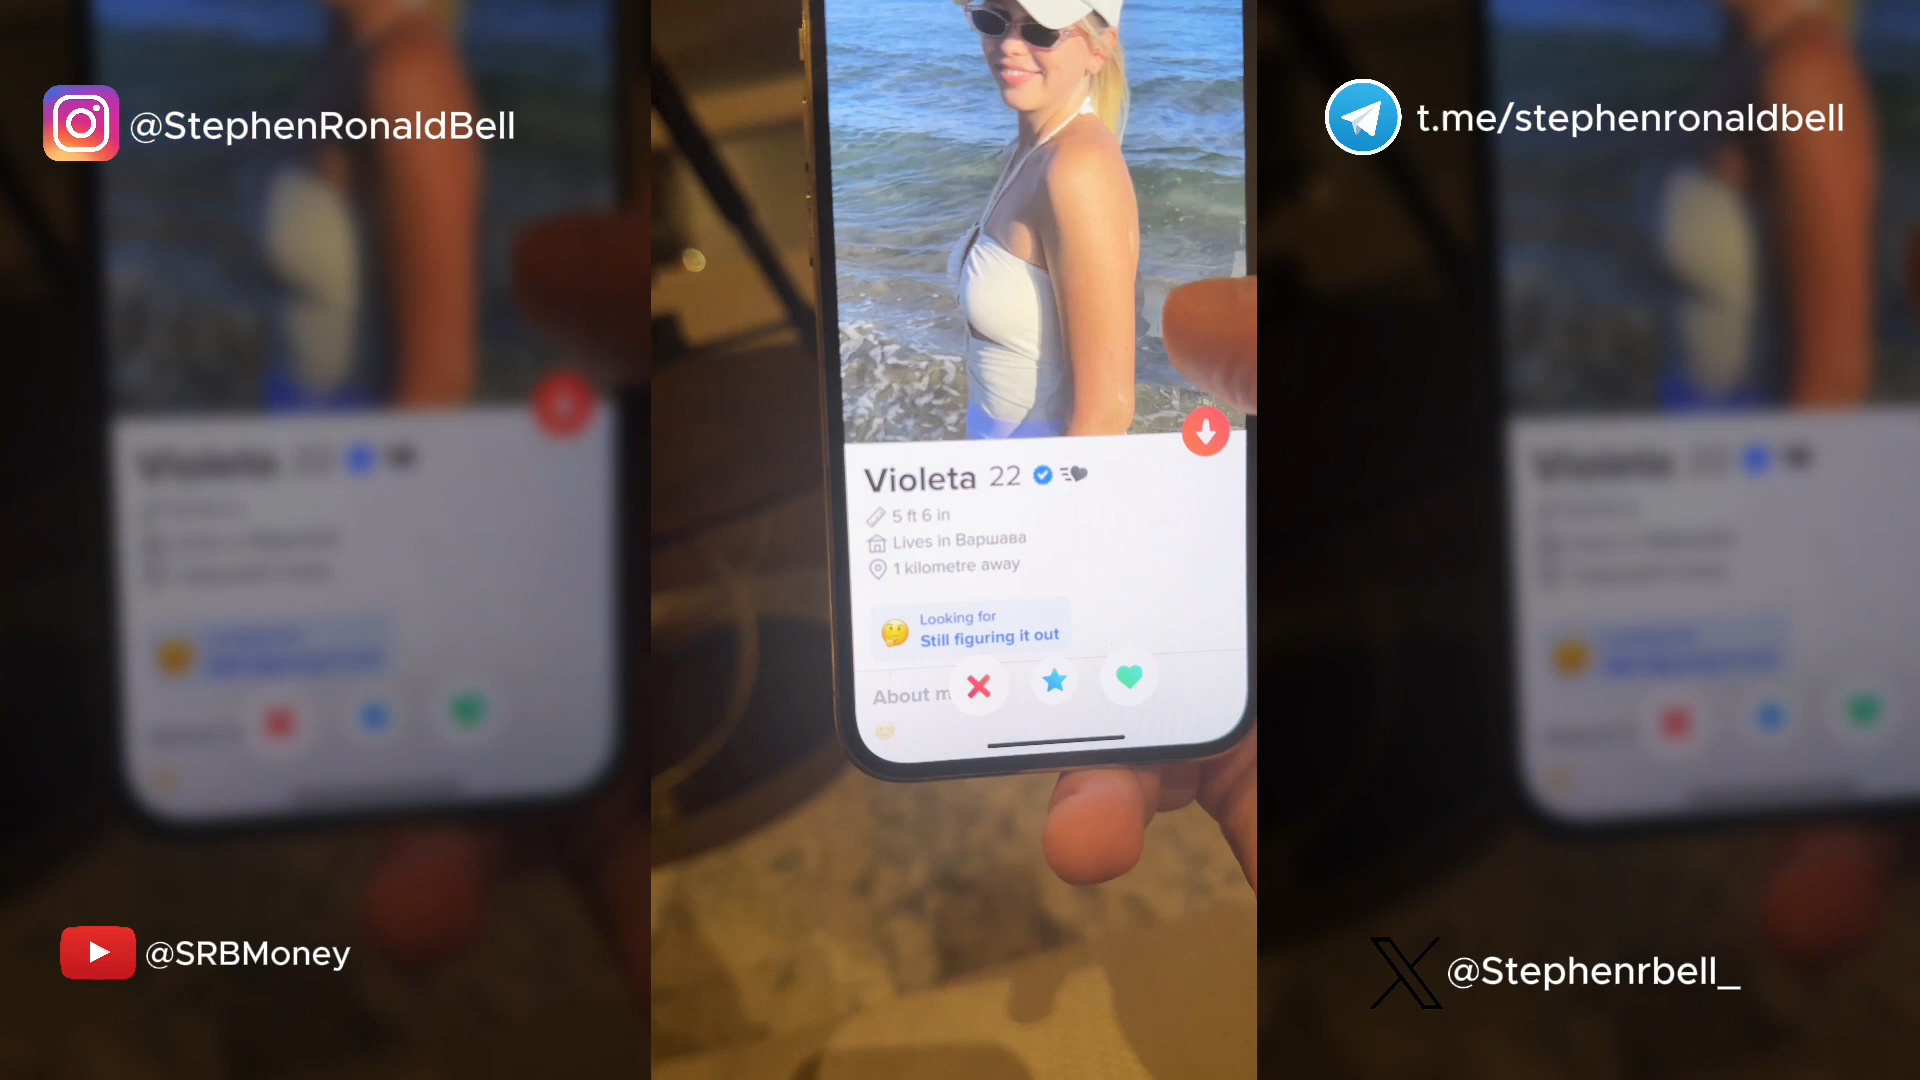 @StephenRonaldBell
t.me/stephenronaldbell
Violeta 22
5 ft 6 in
Lives in Варшава
1 kilometre away
Looking for
Still figuring it out
About m
@SRBMoney
@Stephenrbell_